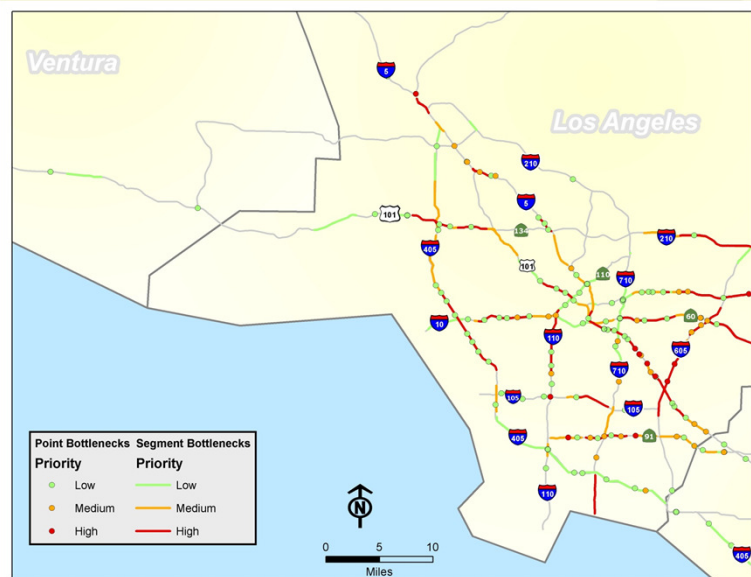 Ventura
5
Los Angeles
210
5
101
134
210
405
101
110
710
10
110
60
605
710
105
105
405
91
110
405
Point Bottlenecks Segment Bottlenecks
Priority Priority
Low Low
Medium Medium
High High
N
0 5 10
Miles